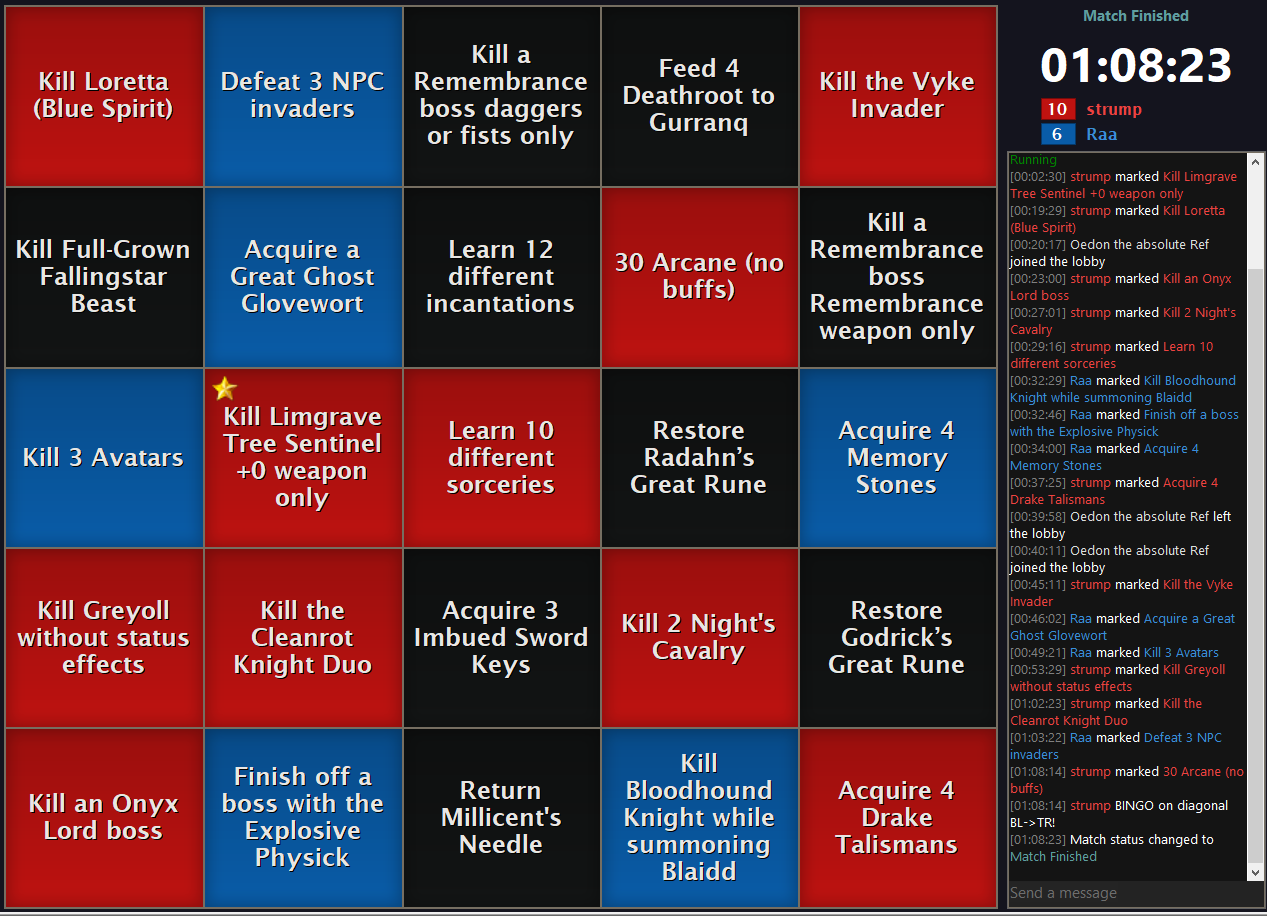 Kill Loretta
(Blue Spirit)
Defeat 3 NPC
invaders
Kill a
Remembrance
boss daggers
or fists only
Feed 4
Deathroot to
Gurranq
Kill the Vyke
Invader
Kill Full-Grown
Fallingstar
Beast
Acquire a
Great Ghost
Glovewort
Learn 12
different
incantations
30 Arcane (no
buffs)
Kill a
Remembrance
boss
Remembrance
weapon only
Kill 3 Avatars
Kill Limgrave
Tree Sentinel
+0 weapon
only
Learn 10
different
sorceries
Restore
Radahn’s
Great Rune
Acquire 4
Memory
Stones
Kill Greyoll
without status
effects
Kill the
Cleanrot
Knight Duo
Acquire 3
Imbued Sword
Keys
Kill 2 Night's
Cavalry
Restore
Godrick’s
Great Rune
Kill an Onyx
Lord boss
Finish off a
boss with the
Explosive
Physick
Return
Millicent's
Needle
Kill
Bloodhound
Knight while
summoning
Blaidd
Acquire 4
Drake
Talismans
Match Finished
01:08:23
10 strump
6 Raa
Running
[00:02:30] strump marked Kill Limgrave
Tree Sentinel +0 weapon only
[00:19:29] strump marked Kill Loretta
(Blue Spirit)
[00:20:17] Oedon the absolute Ref
joined the lobby
[00:23:00] strump marked Kill an Onyx
Lord boss
[00:27:01] strump marked Kill 2 Night's
Cavalry
[00:29:16] strump marked Learn 10
different sorceries
[00:32:29] Raa marked Kill Bloodhound
Knight while summoning Blaidd
[00:32:46] Raa marked Finish off a boss
with the Explosive Physick
[00:34:00] Raa marked Acquire 4
Memory Stones
[00:37:25] strump marked Acquire 4
Drake Talismans
[00:39:58] Oedon the absolute Ref left
the lobby
[00:40:11] Oedon the absolute Ref
joined the lobby
[00:45:11] strump marked Kill the Vyke
Invader
[00:46:02] Raa marked Acquire a Great
Ghost Glovewort
[00:49:21] Raa marked Kill 3 Avatars
[00:53:29] strump marked Kill Greyoll
without status effects
[01:02:23] strump marked Kill the
Cleanrot Knight Duo
[01:03:22] Raa marked Defeat 3 NPC
invaders
[01:08:14] strump marked 30 Arcane (no
buffs)
[01:08:14] strump BINGO on diagonal
BL->TR!
[01:08:23] Match status changed to
Match Finished
Send a message